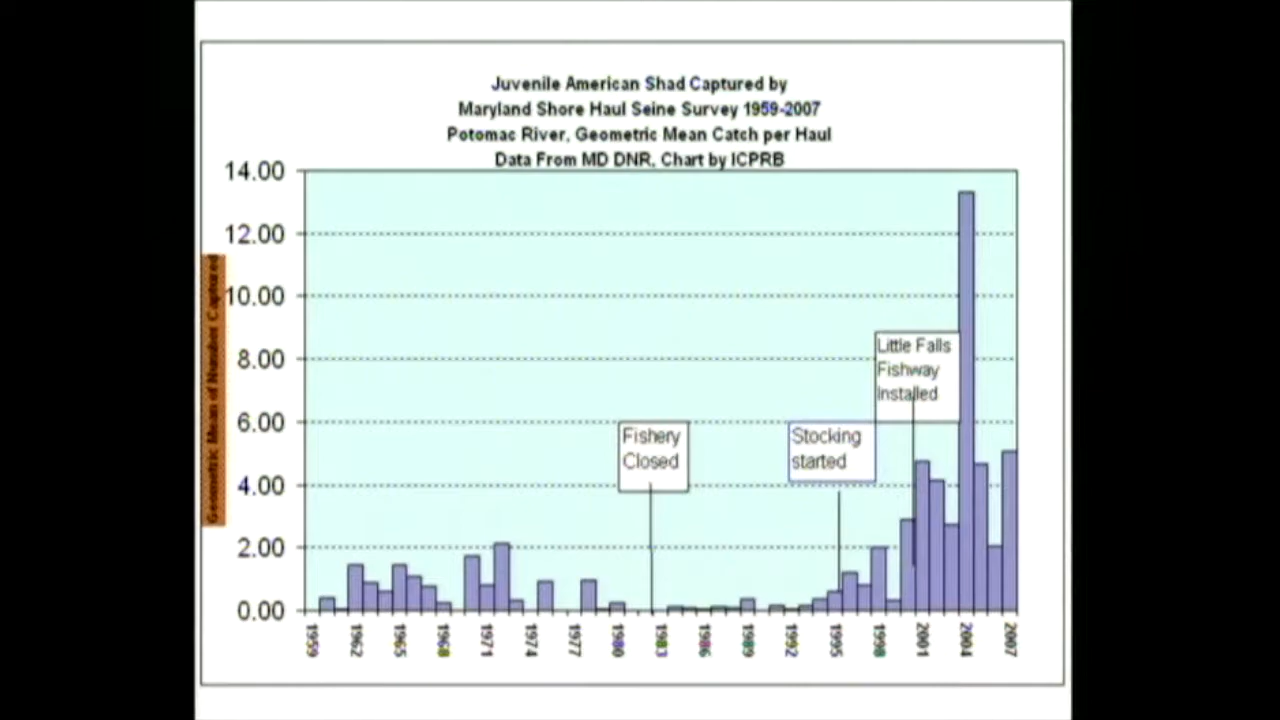 Juvenile American Shad Captured by
Maryland Shore Haul Seine Survey 1959-2007
Potomac River, Geometric Mean Catch per Haul
Data From MD DNR, Chart by ICPRB
Geometric Mean of Number Captured
14.00
12.00
10.00
8.00
6.00
4.00
2.00
0.00
Fishery
Closed
Stocking
started
Little Falls
Fishway
Installed
1959
1962
1965
1968
1971
1974
1977
1980
1983
1986
1989
1992
1995
1998
2001
2004
2007